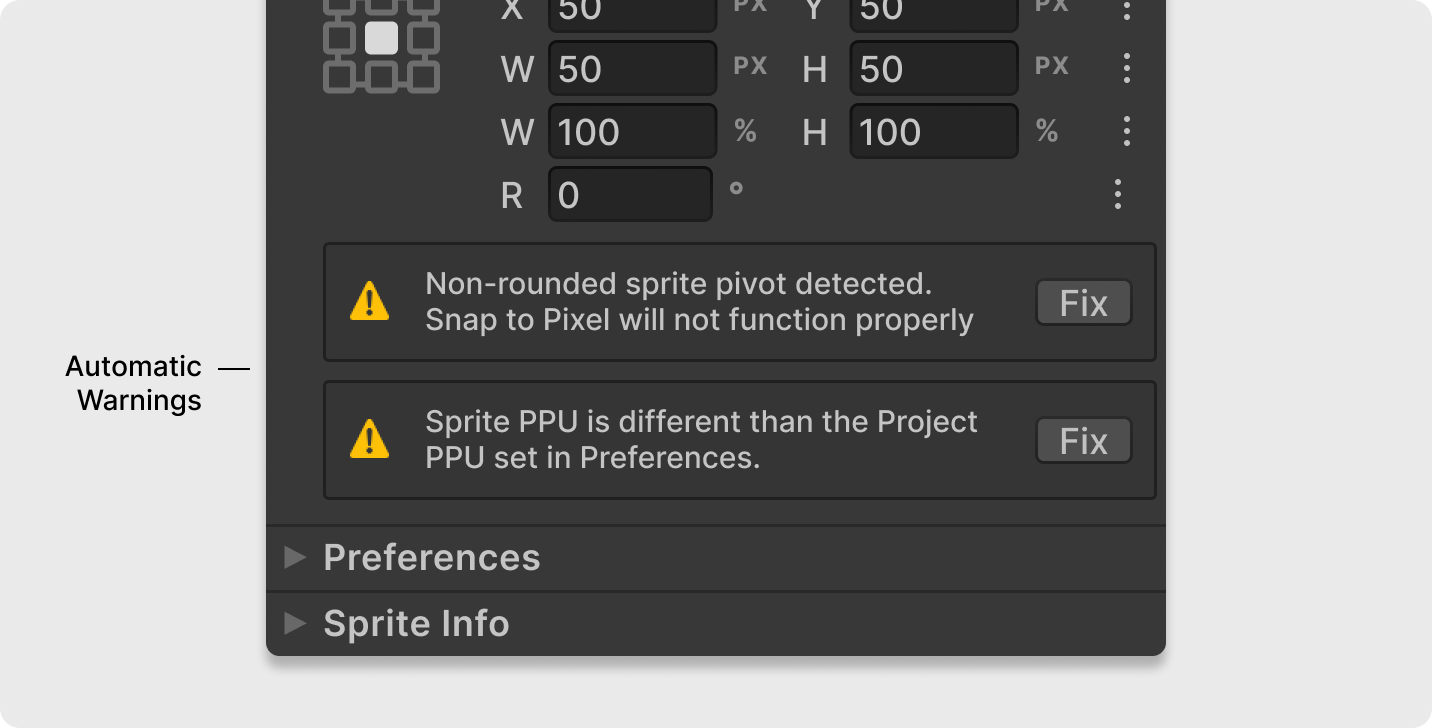 X 50 PX Y 50 PX
W 50 PX H 50 PX
W 100 % H 100 %
R 0 °
Non-rounded sprite pivot detected.
Snap to Pixel will not function properly
Fix
Automatic
Warnings
Sprite PPU is different than the Project
PPU set in Preferences.
Fix
Preferences
Sprite Info